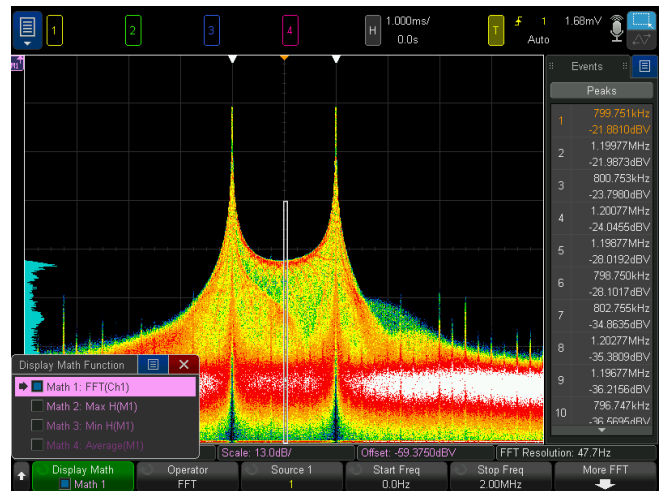 1 2 3 4 H 1.000ms/ 0.0s T 1 1.68mV Auto
M1
Events
Peaks
1 799.751kHz
-21.8810dBV
2 1.19977MHz
-21.9873dBV
3 800.753kHz
-23.7980dBV
4 1.20077MHz
-24.0455dBV
5 1.19877MHz
-28.0192dBV
6 798.750kHz
-28.1017dBV
7 802.755kHz
-34.8635dBV
8 1.20277MHz
-35.3809dBV
9 1.19677MHz
-36.2156dBV
10 796.747kHz
-36.5695dBV
Display Math Function
Math 1: FFT(Ch1)
Math 2: Max H(M1)
Math 3: Min H(M1)
Math 4: Average(M1)
Scale: 13.0dB/ Offset: -59.3750dBV FFT Resolution: 47.7Hz
Display Math Operator Source 1 Start Freq Stop Freq More FFT
Math 1 FFT 1 0.0Hz 2.00MHz